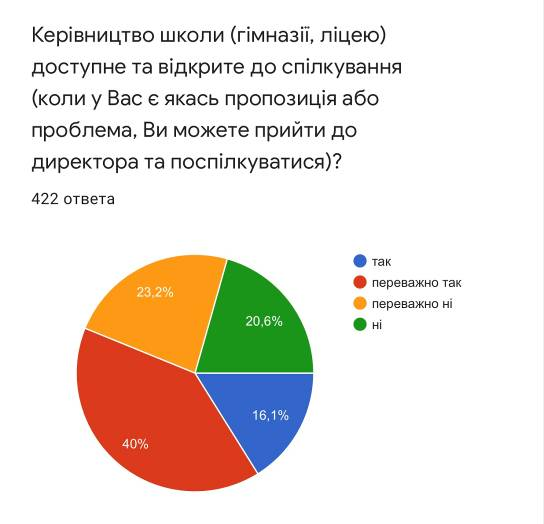 Керівництво школи (гімназії, ліцею)
доступне та відкрите до спілкування
(коли у Вас є якась пропозиція або
проблема, Ви можете прийти до
директора та поспілкуватися)?
422 ответа
так
переважно так
переважно ні
ні
23,2%
20,6%
16,1%
40%